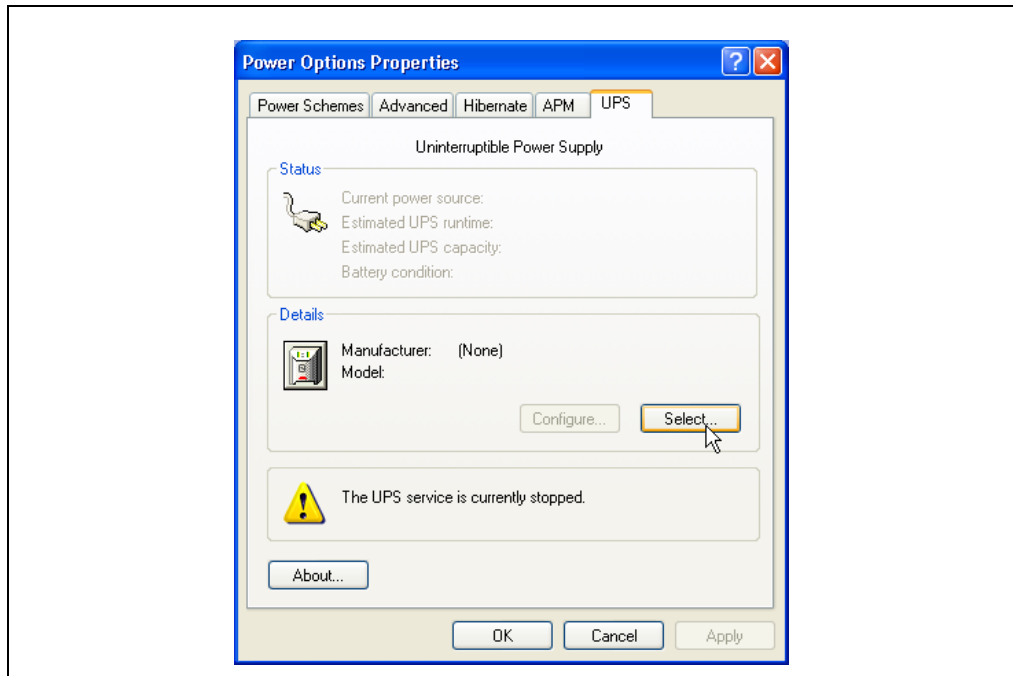 Power Options Properties
Power Schemes Advanced Hibernate APM UPS
Uninterruptible Power Supply
Status
Current power source:
Estimated UPS runtime:
Estimated UPS capacity:
Battery condition:
Details
Manufacturer: (None)
Model:
Configure... Select...
The UPS service is currently stopped.
About...
OK Cancel Apply